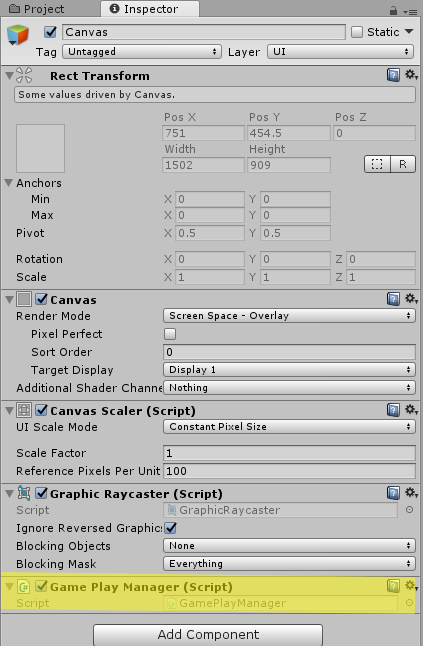 Project Inspector
Canvas Static
Tag Untagged Layer UI
Rect Transform
Some values driven by Canvas.
Pos X Pos Y Pos Z
751 454.5 0
Width Height
1502 909 R
Anchors
Min X 0 Y 0
Max X 0 Y 0
Pivot X 0.5 Y 0.5
Rotation X 0 Y 0 Z 0
Scale X 1 Y 1 Z 1
Canvas
Render Mode Screen Space - Overlay
Pixel Perfect
Sort Order 0
Target Display Display 1
Additional Shader Channe Nothing
Canvas Scaler (Script)
UI Scale Mode Constant Pixel Size
Scale Factor 1
Reference Pixels Per Unit 100
Graphic Raycaster (Script)
Script GraphicRaycaster
Ignore Reversed Graphics
Blocking Objects None
Blocking Mask Everything
Game Play Manager (Script)
Script GamePlayManager
Add Component